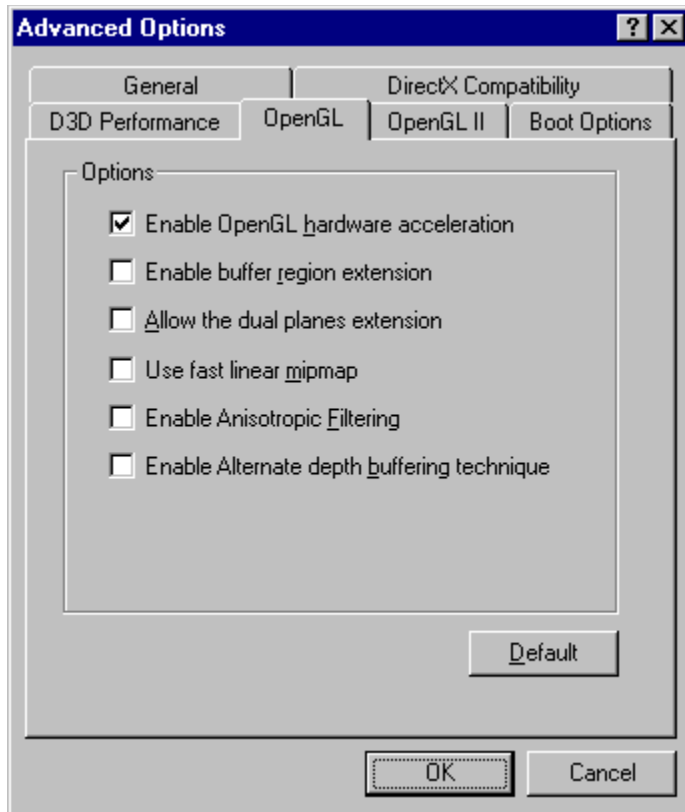 Advanced Options
General
DirectX Compatibility
D3D Performance
OpenGL
OpenGL II
Boot Options
Options
Enable OpenGL hardware acceleration
Enable buffer region extension
Allow the dual planes extension
Use fast linear mipmap
Enable Anisotropic Filtering
Enable Alternate depth buffering technique
Default
OK
Cancel